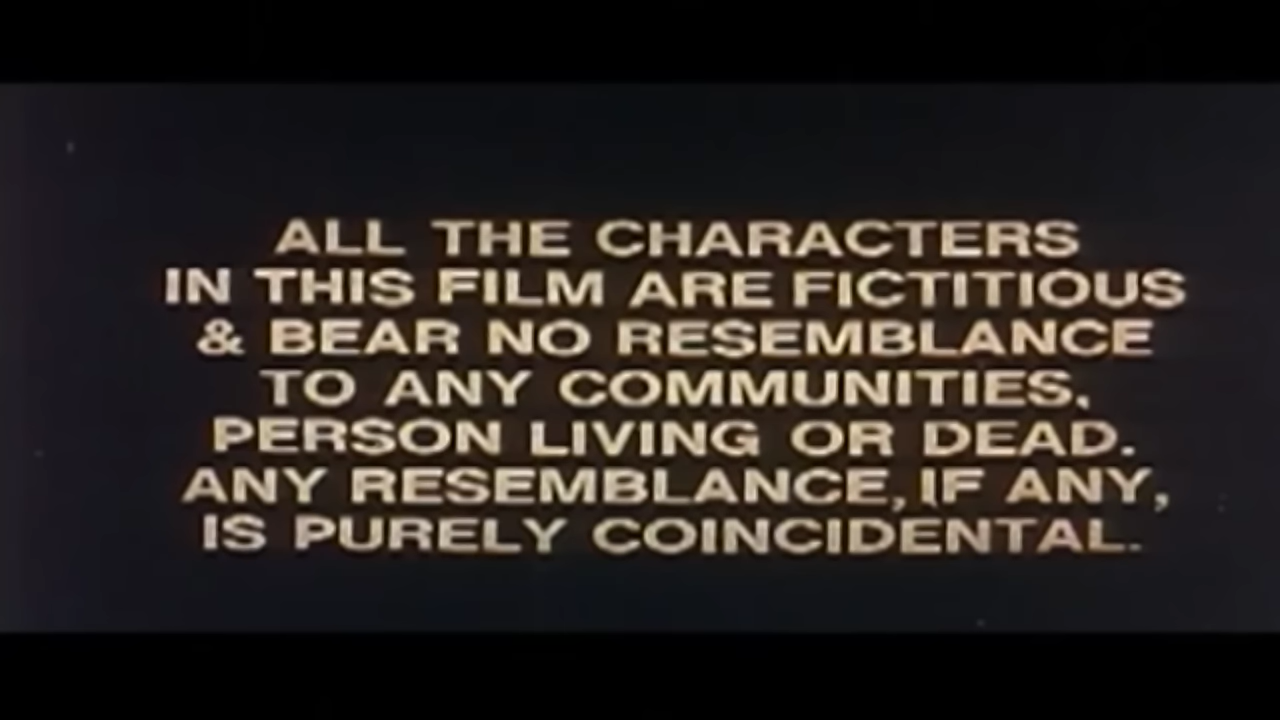 ALL THE CHARACTERS
IN THIS FILM ARE FICTITIOUS
& BEAR NO RESEMBLANCE
TO ANY COMMUNITIES,
PERSON LIVING OR DEAD.
ANY RESEMBLANCE, IF ANY,
IS PURELY COINCIDENTAL.